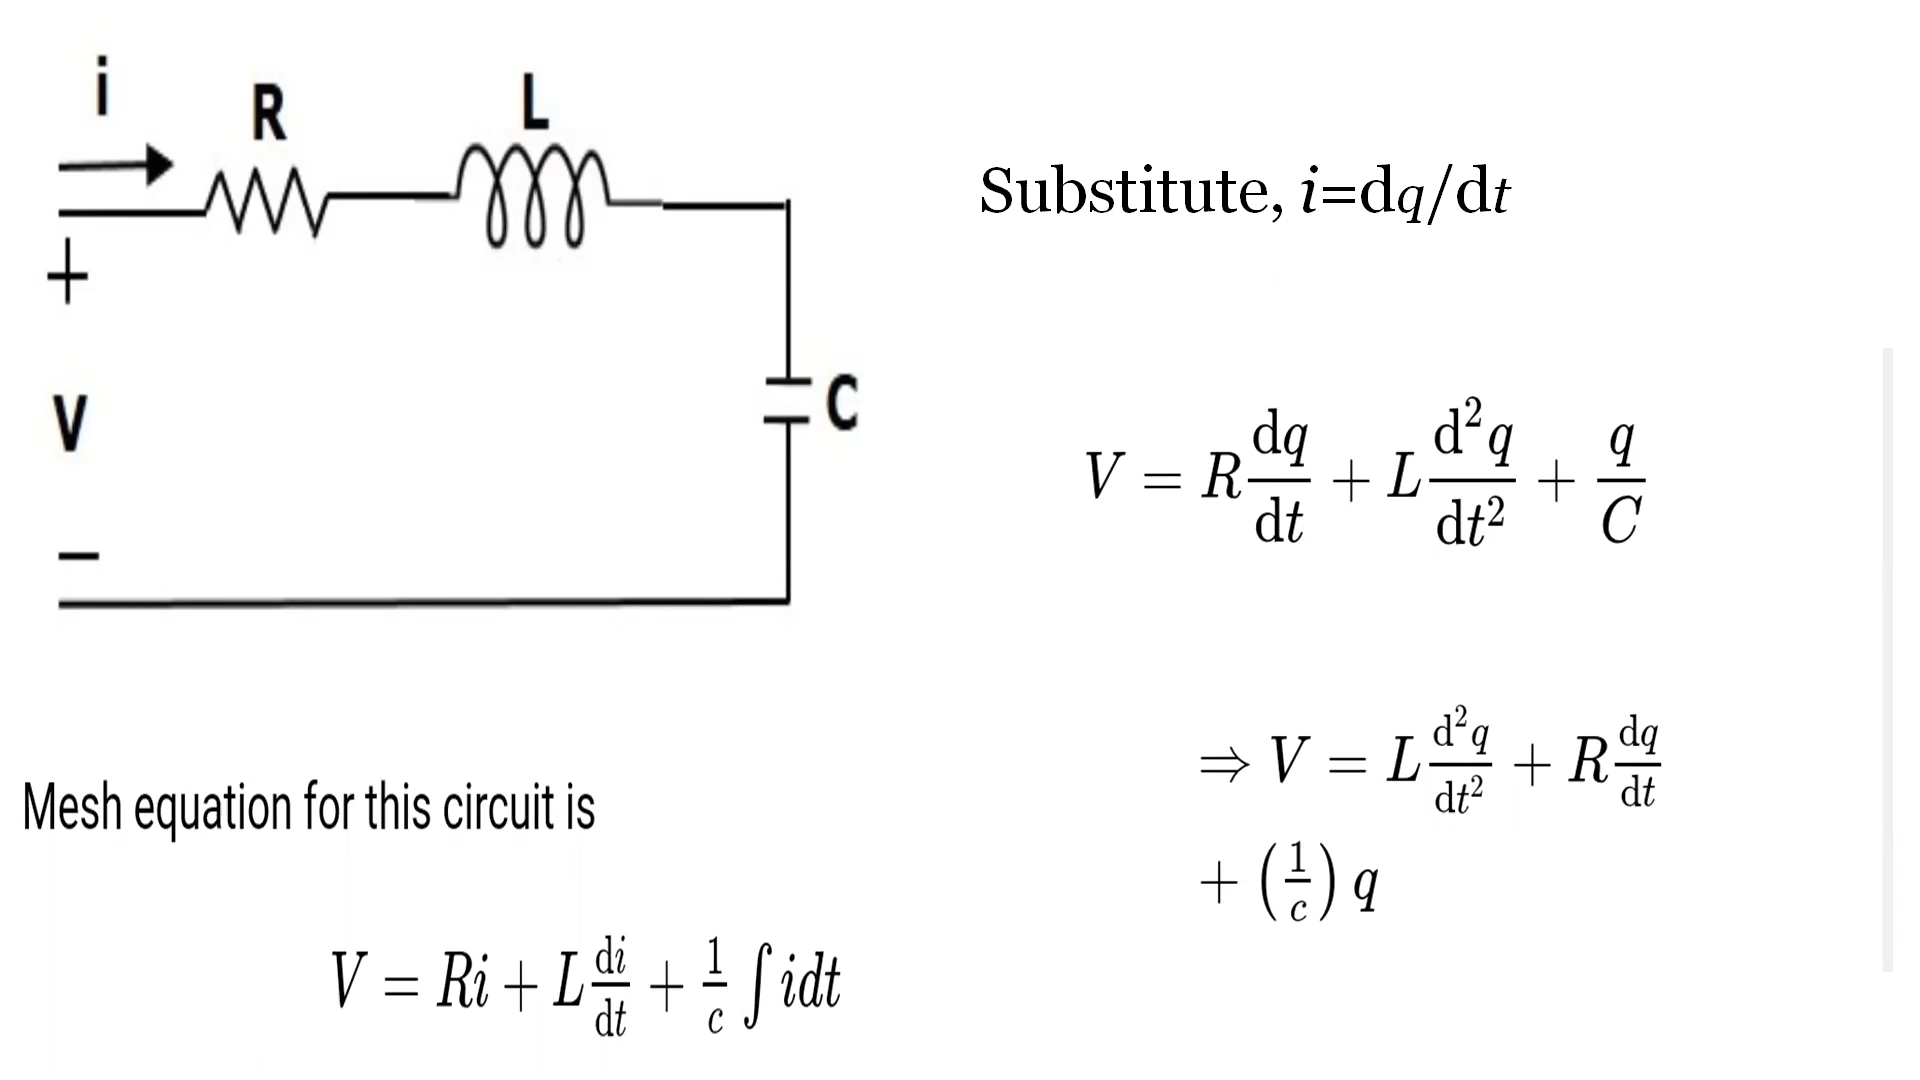 i
R
L
+
V
C
−
Mesh equation for this circuit is
V = Ri + L di/dt + 1/c ∫ idt
Substitute, i=dq/dt
V = R dq/dt + L d²q/dt² + q/C
⇒ V = L d²q/dt² + R dq/dt
+ (1/c) q